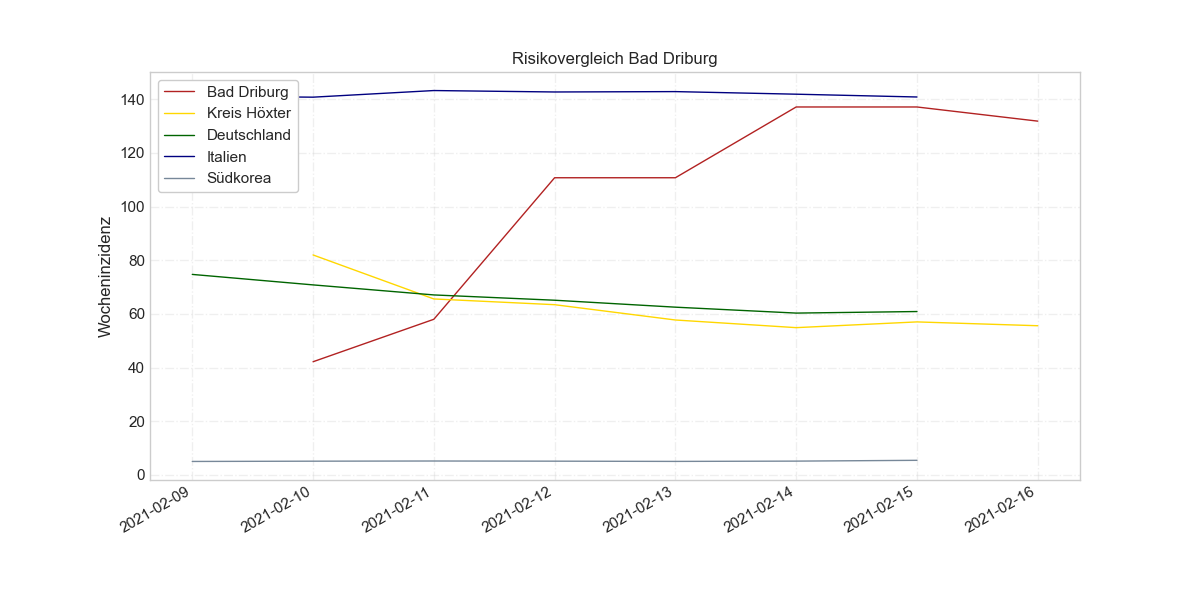 Risikovergleich Bad Driburg
Bad Driburg
Kreis Höxter
Deutschland
Italien
Südkorea
Wocheninzidenz
140
120
100
80
60
40
20
0
2021-02-09
2021-02-10
2021-02-11
2021-02-12
2021-02-13
2021-02-14
2021-02-15
2021-02-16